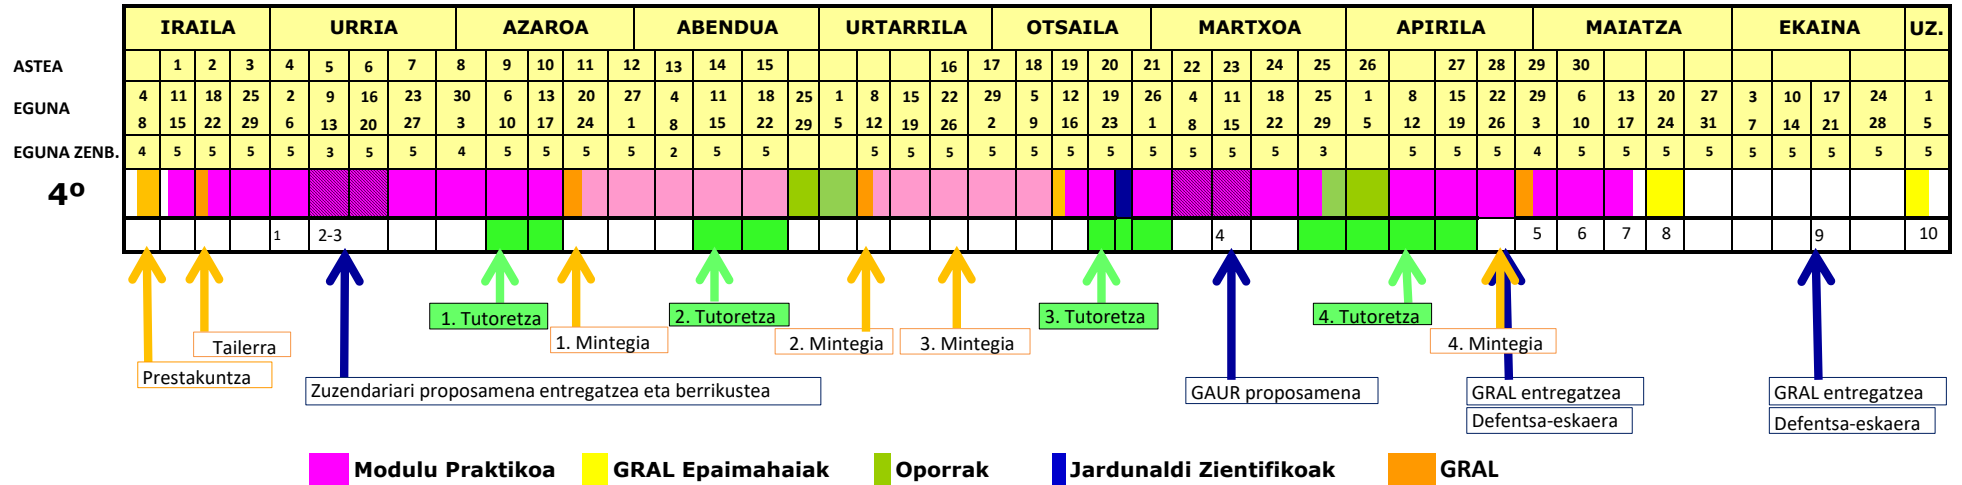 IRAILA URRIA AZAROA ABENDUA URTARRILA OTSAILA MARTXOA APIRILA MAIATZA EKAINA UZ.
ASTEA 1 2 3 4 5 6 7 8 9 10 11 12 13 14 15 16 17 18 19 20 21 22 23 24 25 26 27 28 29 30
EGUNA 4 11 18 25 2 9 16 23 30 6 13 20 27 4 11 18 25 1 8 15 22 29 5 12 19 26 4 11 18 25 1 8 15 22 29 6 13 20 27 3 10 17 24 1
8 15 22 29 6 13 20 27 3 10 17 24 1 8 15 22 29 5 12 19 26 2 9 16 23 1 8 15 22 29 5 12 19 26 3 10 17 24 31 7 14 21 28 5
EGUNA ZENB. 4 5 5 5 5 3 5 5 4 5 5 5 5 2 5 5 5 5 5 5 5 5 5 5 5 5 5 3 5 5 5 4 5 5 5 5 5 5 5 5 5
4º
1 2-3 4 5 6 7 8 9 10
1. Tutoretza 2. Tutoretza 3. Tutoretza 4. Tutoretza
Tailerra 1. Mintegia 2. Mintegia 3. Mintegia 4. Mintegia
Prestakuntza
Zuzendariari proposamena entregatzea eta berrikustea GAUR proposamena GRAL entregatzea GRAL entregatzea
Defentsa-eskaera Defentsa-eskaera
Modulu Praktikoa GRAL Epaimahaiak Oporrak Jardunaldi Zientifikoak GRAL